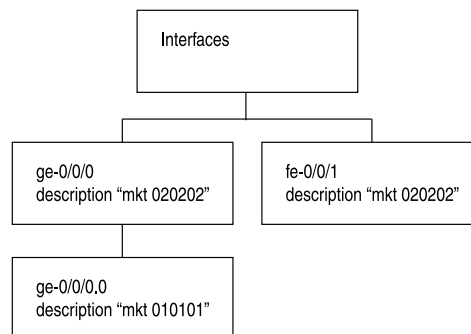 Interfaces
ge-0/0/0
description “mkt 020202”
fe-0/0/1
description “mkt 020202”
ge-0/0/0.0
description “mkt 010101”